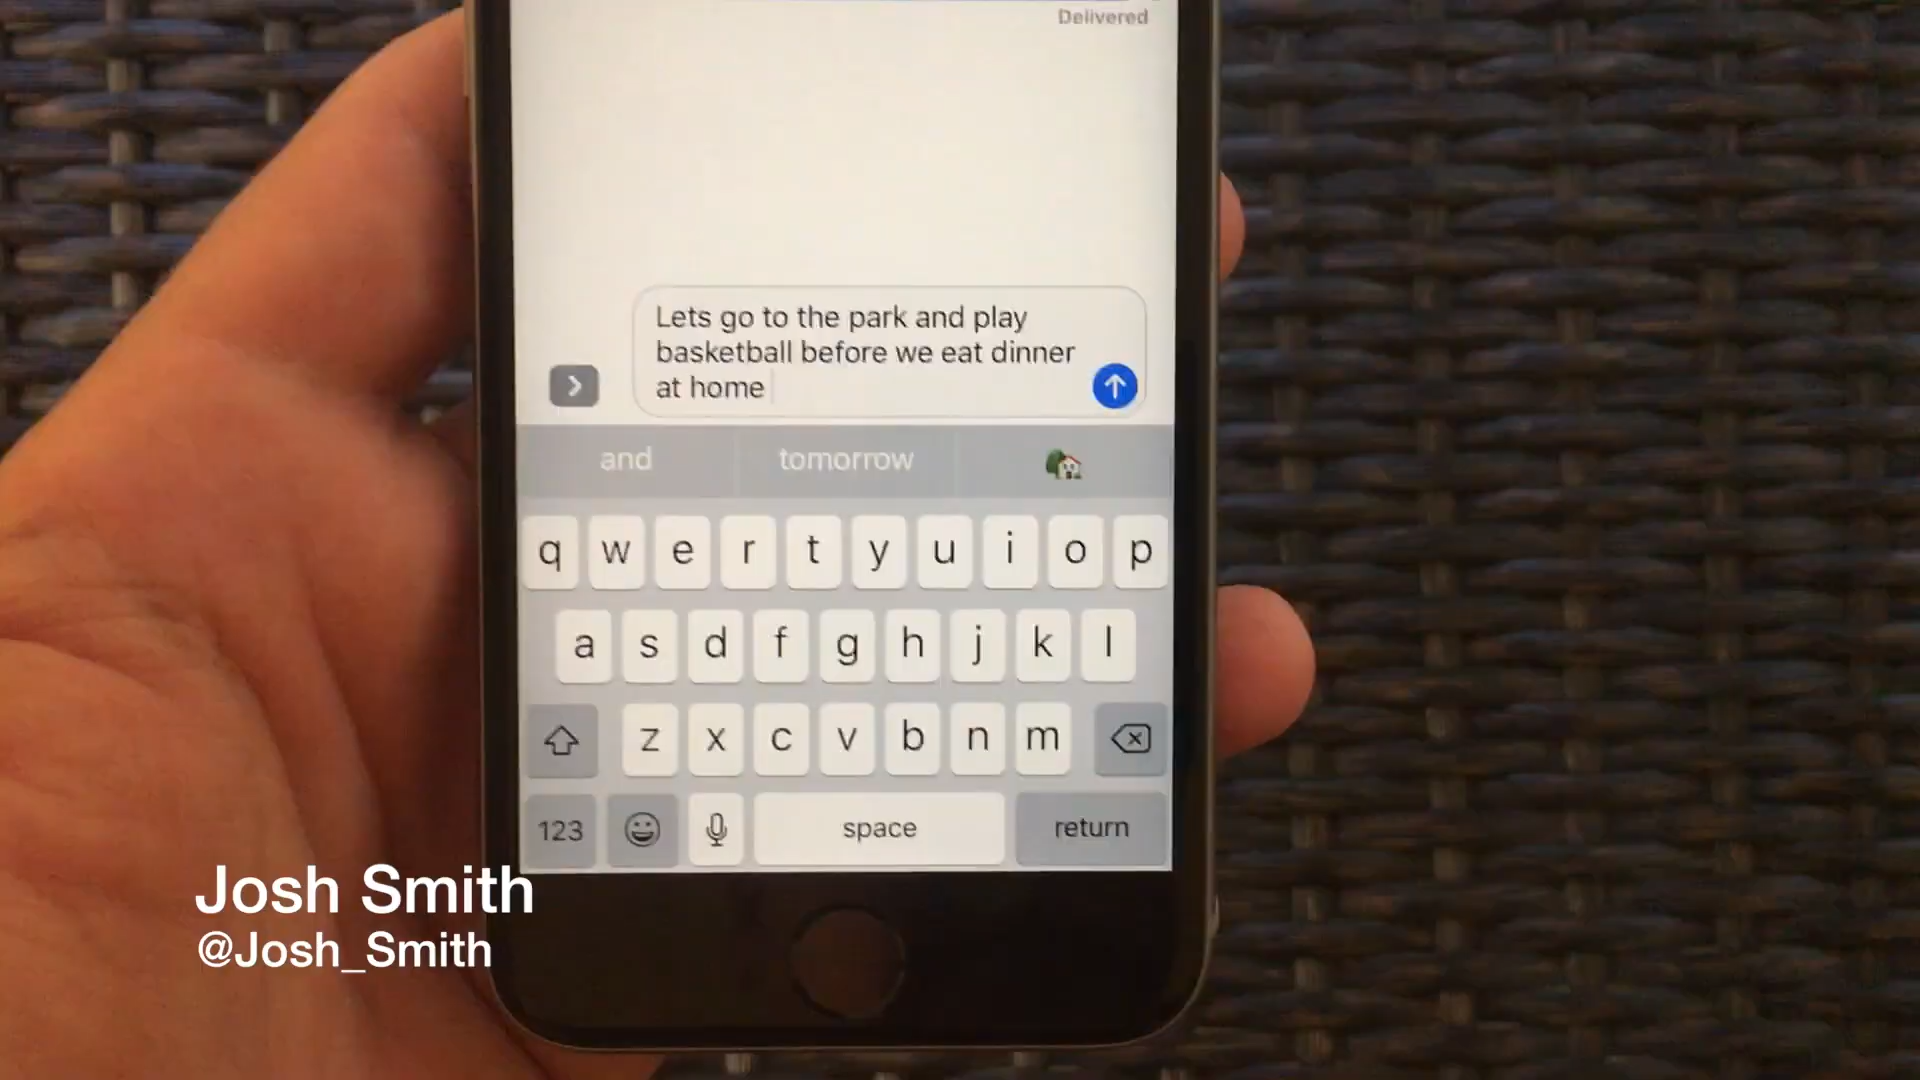 Delivered
Lets go to the park and play
basketball before we eat dinner
at home
and tomorrow
q w e r t y u i o p
a s d f g h j k l
z x c v b n m
123 space return
Josh Smith
@Josh_Smith